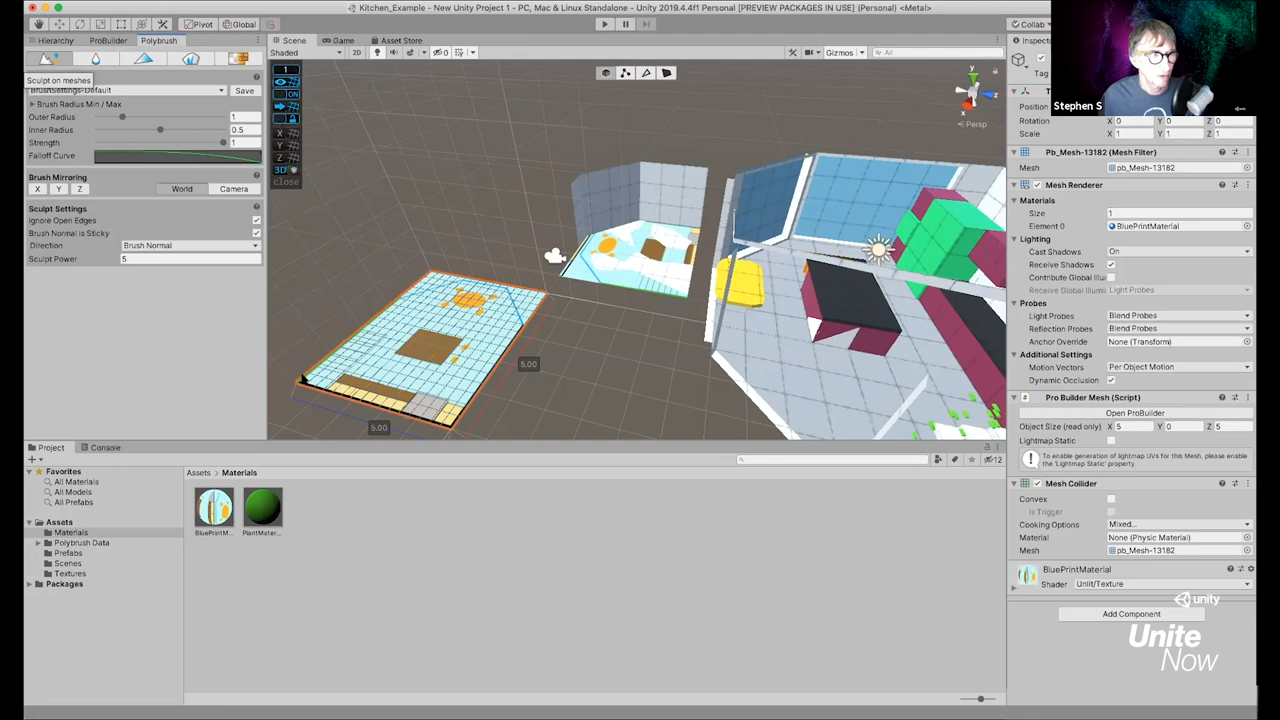 Kitchen_Example - New Unity Project 1 - PC, Mac & Linux Standalone - Unity 2019.4.4f1 Personal [PREVIEW PACKAGES IN USE] (Personal) <Metal>
Pivot Global
Collab
Hierarchy ProBuilder Polybrush
Scene Game Asset Store
Shaded 2D 0 Gizmos All
Sculpt on meshes
BrushSettings-Default Save
Brush Radius Min / Max
Outer Radius 1
Inner Radius 0.5
Strength 1
Falloff Curve
Brush Mirroring
X Y Z World Camera
Sculpt Settings
Ignore Open Edges
Brush Normal is Sticky
Direction Brush Normal
Sculpt Power 5
1
ON
X
Y
Z
3D
close
y
z
x
Persp
5.00
5.00
Stephen S
Tag
Position
Rotation X 0 Y 0 Z 0
Scale X 1 Y 1 Z 1
Pb_Mesh-13182 (Mesh Filter)
Mesh pb_Mesh-13182
Mesh Renderer
Materials
Size 1
Element 0 BluePrintMaterial
Lighting
Cast Shadows On
Receive Shadows
Contribute Global Illu
Receive Global Illumi Light Probes
Probes
Light Probes Blend Probes
Reflection Probes Blend Probes
Anchor Override None (Transform)
Additional Settings
Motion Vectors Per Object Motion
Dynamic Occlusion
Pro Builder Mesh (Script)
Open ProBuilder
Object Size (read only) X 5 Y 0 Z 5
Lightmap Static
To enable generation of lightmap UVs for this Mesh, please enable the 'Lightmap Static' property.
Mesh Collider
Convex
Is Trigger
Cooking Options Mixed...
Material None (Physic Material)
Mesh pb_Mesh-13182
BluePrintMaterial
Shader Unlit/Texture
Add Component
Project Console
12
Favorites
All Materials
All Models
All Prefabs
Assets
Materials
Polybrush Data
Prefabs
Scenes
Textures
Packages
Assets > Materials
BluePrintM... PlantMater...
unity
Unite
Now